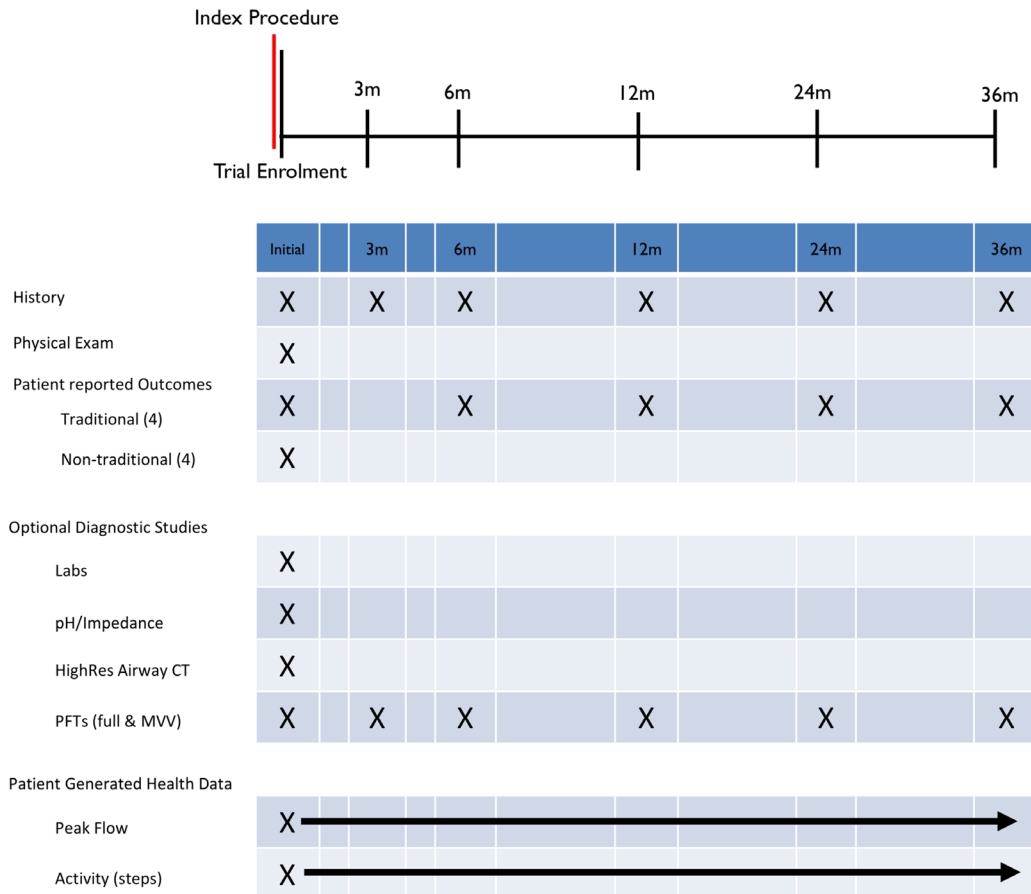 Index Procedure
3m 6m 12m 24m 36m
Trial Enrolment
Initial 3m 6m 12m 24m 36m
History X X X X X X
Physical Exam X
Patient reported Outcomes
Traditional (4) X X X X X
Non-traditional (4) X
Optional Diagnostic Studies
Labs X
pH/Impedance X
HighRes Airway CT X
PFTs (full & MVV) X X X X X X
Patient Generated Health Data
Peak Flow X
Activity (steps) X